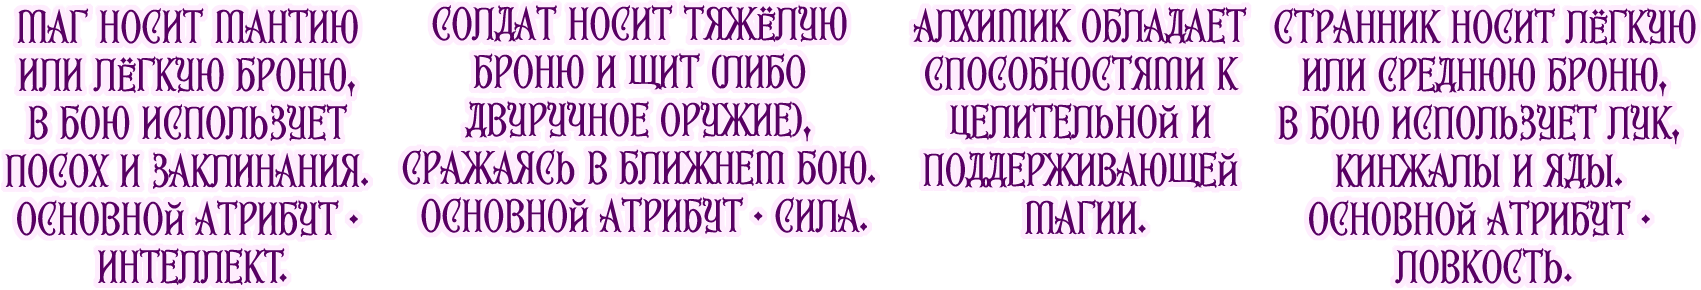 МАГ НОСИТ МАНТИЮ
ИЛИ ЛЁГКУЮ БРОНЮ,
В БОЮ ИСПОЛЬЗУЕТ
ПОСОХ И ЗАКЛИНАНИЯ.
ОСНОВНОЙ АТРИБУТ -
ИНТЕЛЛЕКТ.
СОЛДАТ НОСИТ ТЯЖЁЛУЮ
БРОНЮ И ЩИТ (ЛИБО
ДВУРУЧНОЕ ОРУЖИЕ),
СРАЖАЯСЬ В БЛИЖНЕМ БОЮ.
ОСНОВНОЙ АТРИБУТ - СИЛА.
АЛХИМИК ОБЛАДАЕТ
СПОСОБНОСТЯМИ К
ЦЕЛИТЕЛЬНОЙ И
ПОДДЕРЖИВАЮЩЕЙ
МАГИИ.
СТРАННИК НОСИТ ЛЁГКУЮ
ИЛИ СРЕДНЮЮ БРОНЮ,
В БОЮ ИСПОЛЬЗУЕТ ЛУК,
КИНЖАЛЫ И ЯДЫ.
ОСНОВНОЙ АТРИБУТ -
ЛОВКОСТЬ.